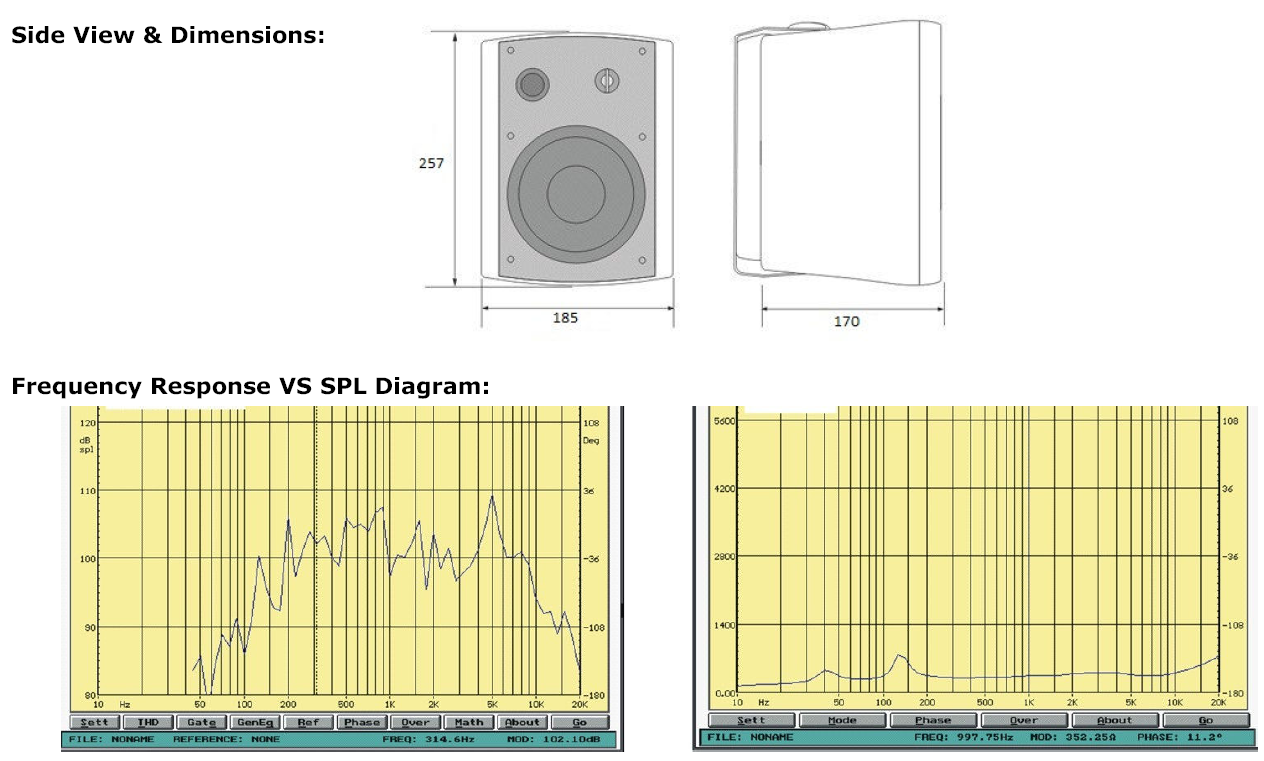 Side View & Dimensions:
257
185
170
Frequency Response VS SPL Diagram:
120
dB
spl
110
100
90
80
108
Deg
36
-36
-108
-180
10 Hz 50 100 200 500 1K 2K 5K 10K 20K
Sett THD Gate GenEq Ref Phase Over Math About Go
FILE: NONAME REFERENCE: NONE FREQ: 314.6Hz MOD: 102.10dB
5600
4200
2800
1400
0.00
108
36
-36
-108
-180
10 Hz 50 100 200 500 1K 2K 5K 10K 20K
Sett Mode Phase Over About Go
FILE: NONAME FREQ: 997.75Hz MOD: 352.25Ω PHASE: 11.2°